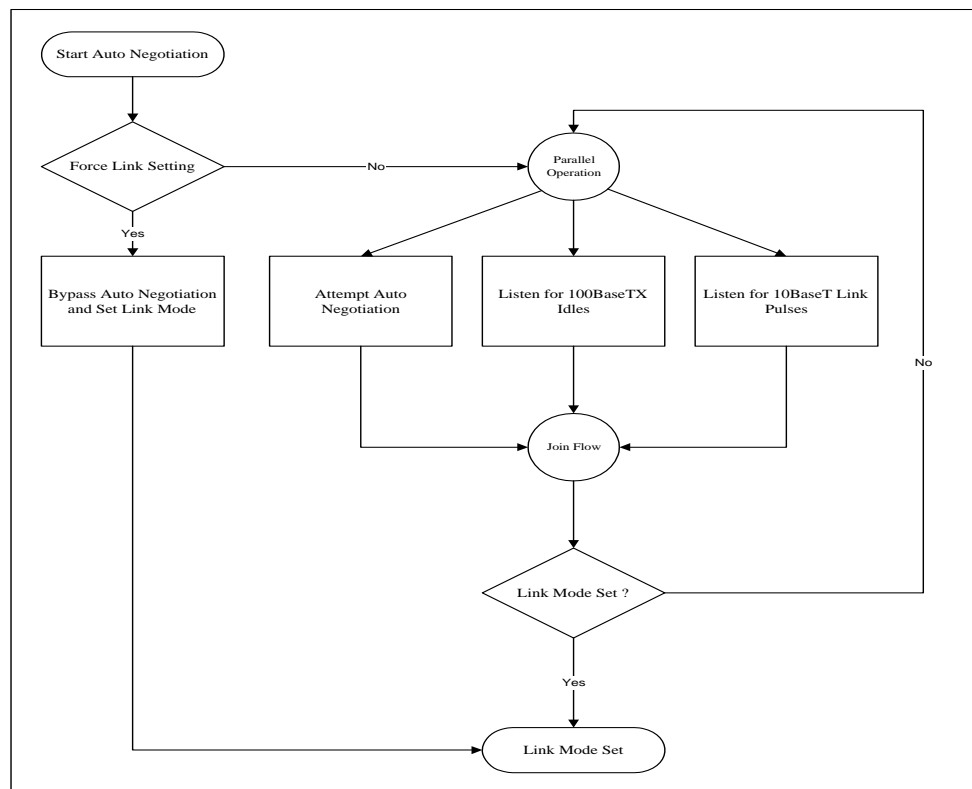 Start Auto Negotiation
Force Link Setting
No
Parallel
Operation
Yes
Bypass Auto Negotiation
and Set Link Mode
Attempt Auto
Negotiation
Listen for 100BaseTX
Idles
Listen for 10BaseT Link
Pulses
No
Join Flow
Link Mode Set ?
Yes
Link Mode Set